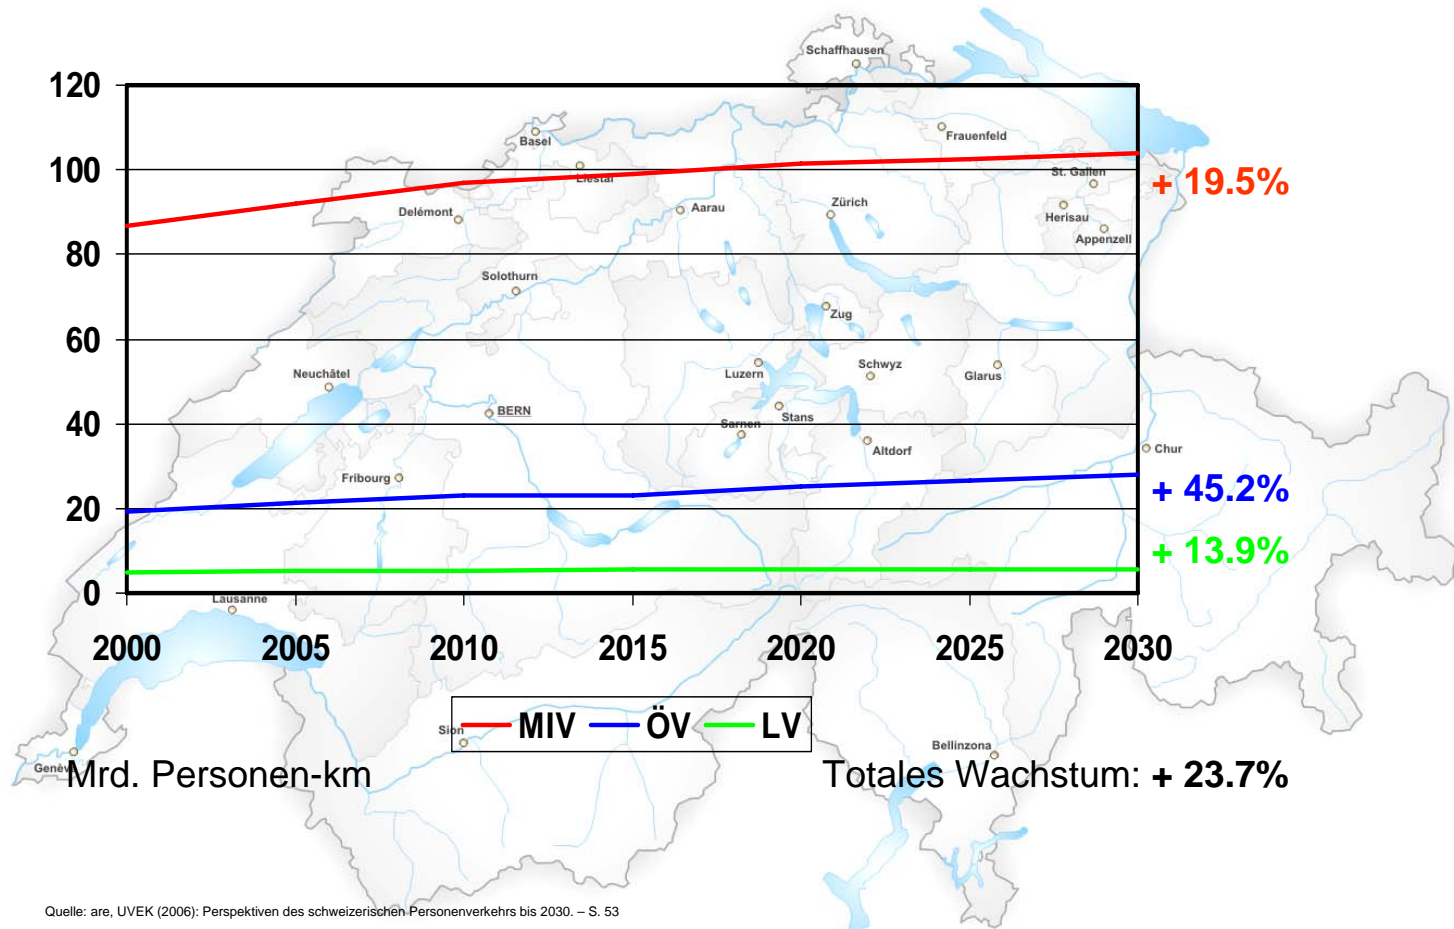 Schaffhausen
120
Basel
Frauenfeld
100
Liestal
St. Gallen
+ 19.5%
Delémont
Aarau
Zürich
Herisau
Appenzell
80
Solothurn
Zug
60
Neuchâtel
Luzern
Schwyz
Glarus
BERN
40
Sarnen
Stans
Altdorf
Chur
Fribourg
+ 45.2%
20
+ 13.9%
0
Lausanne
2000 2005 2010 2015 2020 2025 2030
MIV ÖV LV
Sion
Bellinzona
Genève
Mrd. Personen-km
Totales Wachstum: + 23.7%
Quelle: are, UVEK (2006): Perspektiven des schweizerischen Personenverkehrs bis 2030. – S. 53